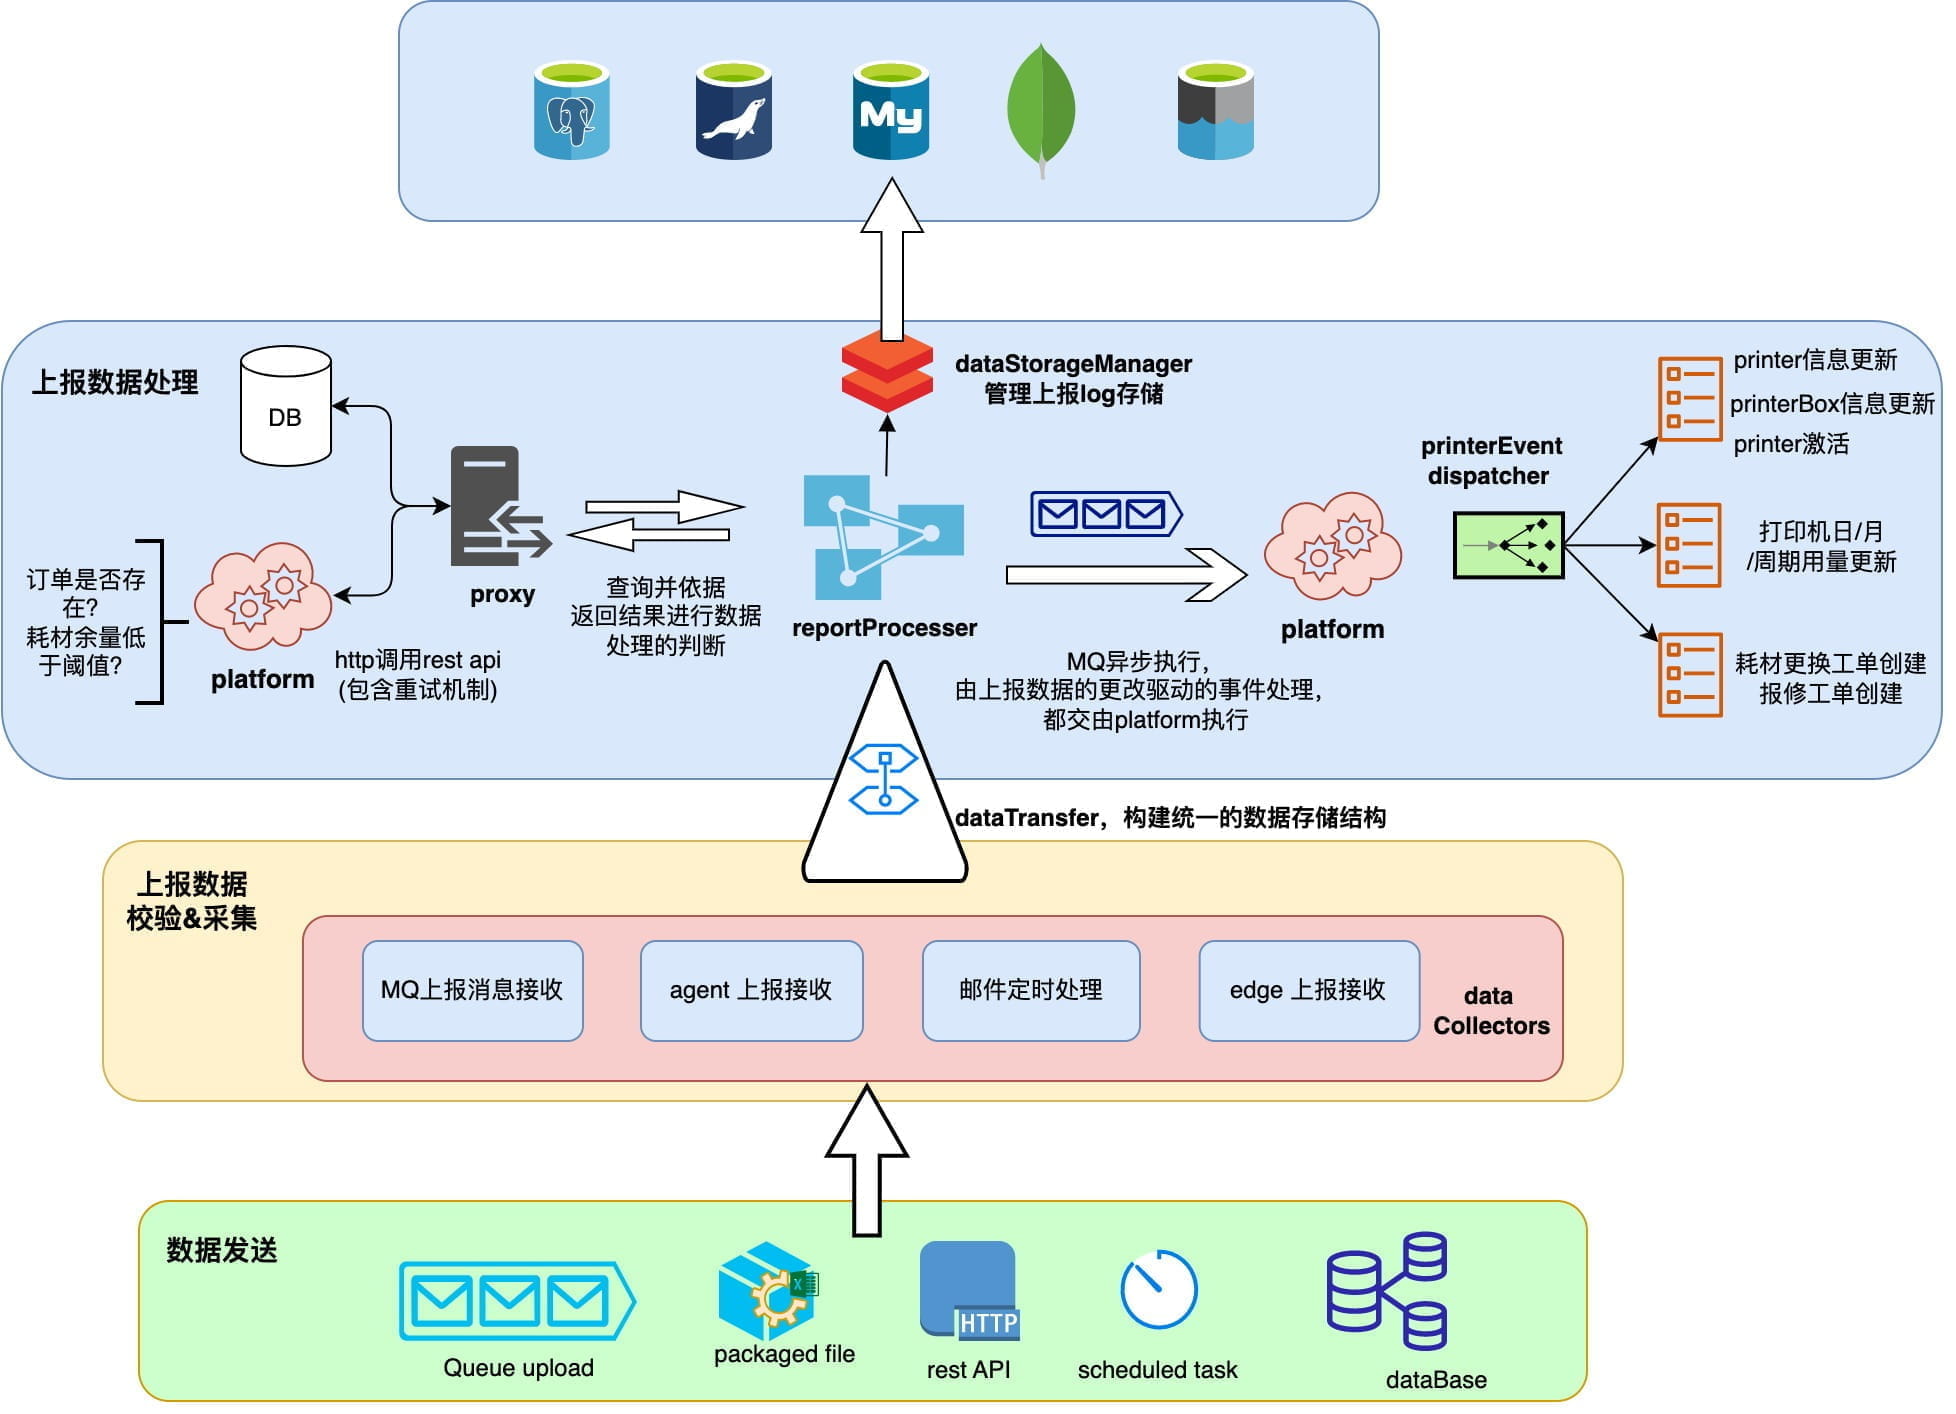 My
上报数据处理
DB
dataStorageManager
管理上报log存储
printer信息更新
printerBox信息更新
printer激活
printerEvent
dispatcher
打印机日/月
/周期用量更新
耗材更换工单创建
报修工单创建
订单是否存
在?
耗材余量低
于阈值?
platform
http调用rest api
(包含重试机制)
proxy
查询并依据
返回结果进行数据
处理的判断
reportProcesser
MQ异步执行,
由上报数据的更改驱动的事件处理,
都交由platform执行
platform
dataTransfer，构建统一的数据存储结构
上报数据
校验&采集
MQ上报消息接收
agent 上报接收
邮件定时处理
edge 上报接收
data
Collectors
数据发送
Queue upload
X
packaged file
HTTP
rest API
scheduled task
dataBase